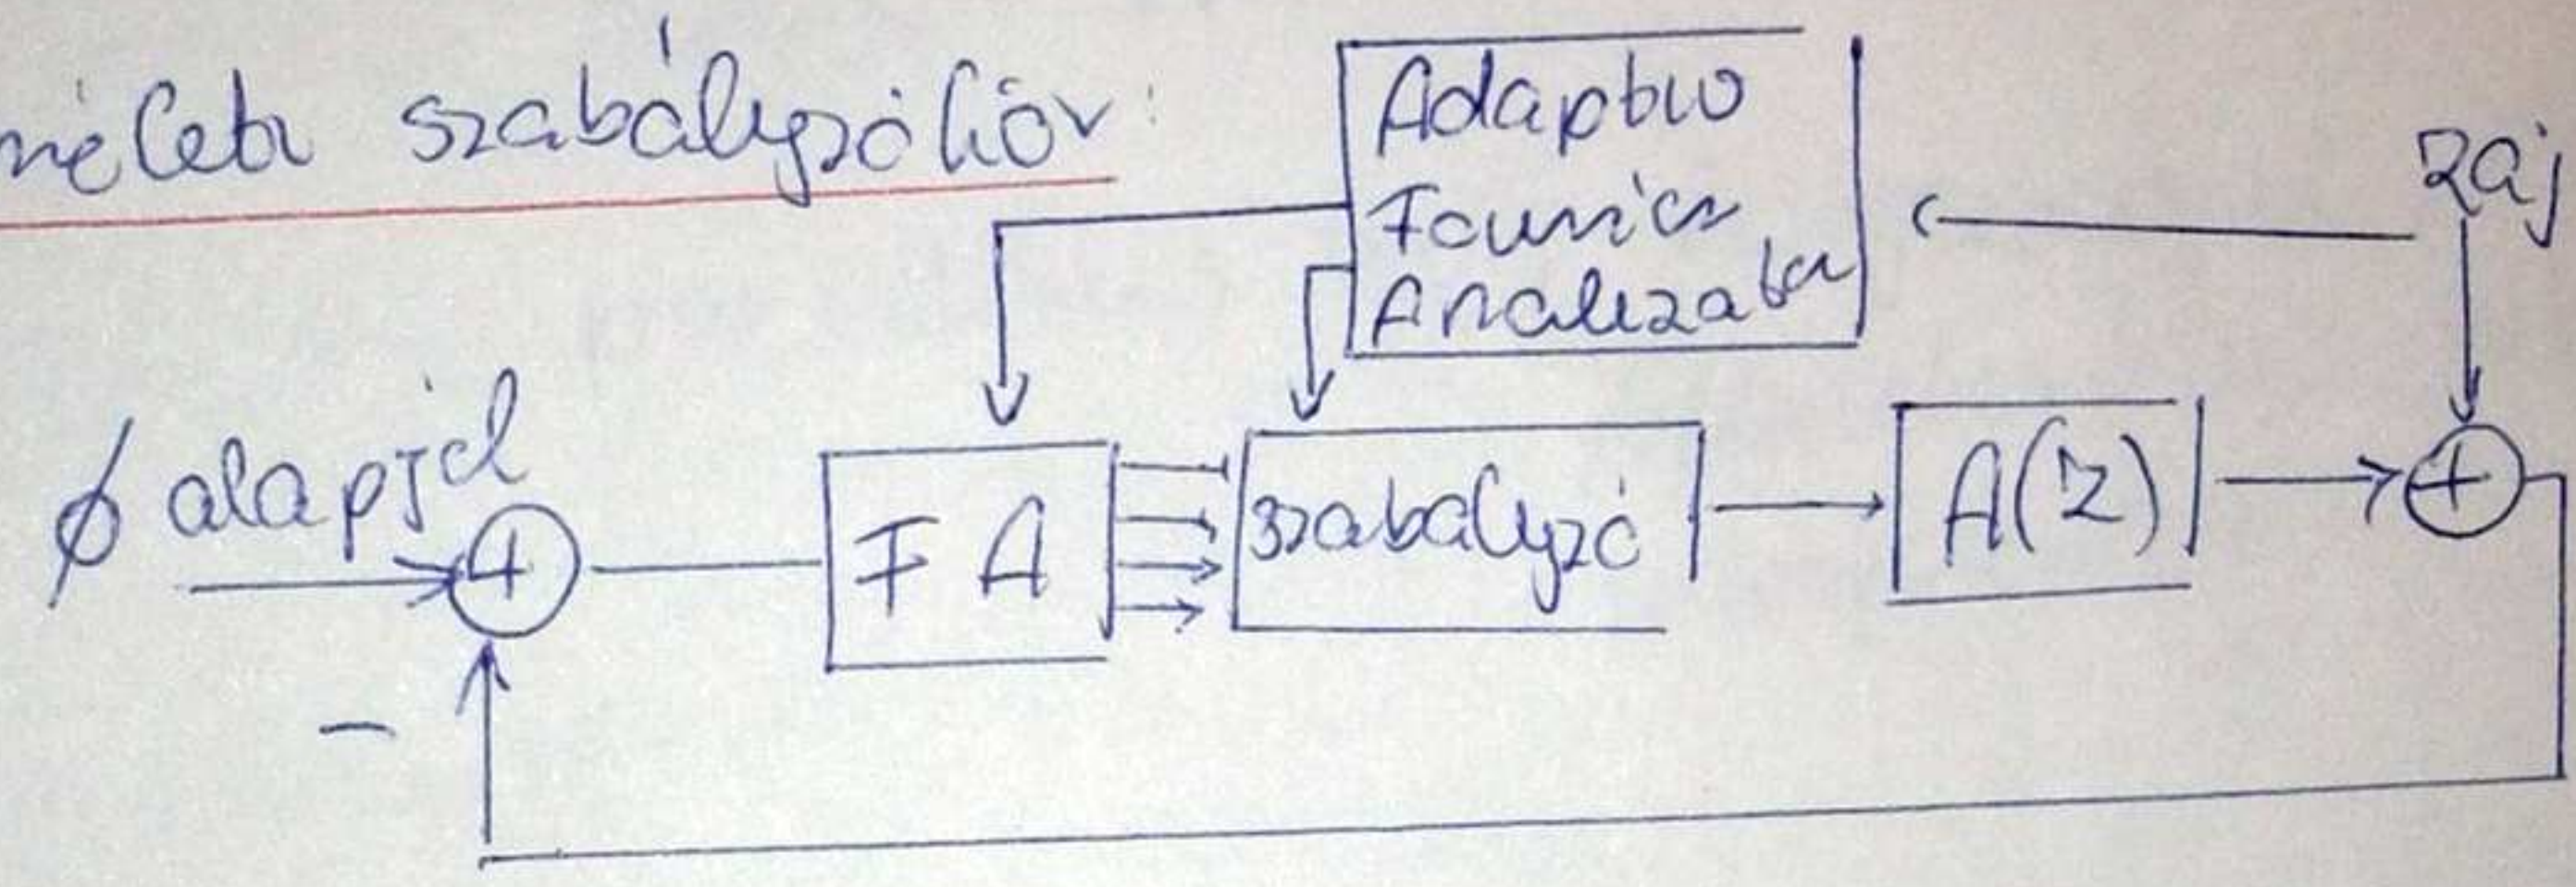 szabályzókör:
Adaptív
Fourier
Analizátor
zaj
∅ alapjel
+
FA
szabályzó
A(z)
+
−